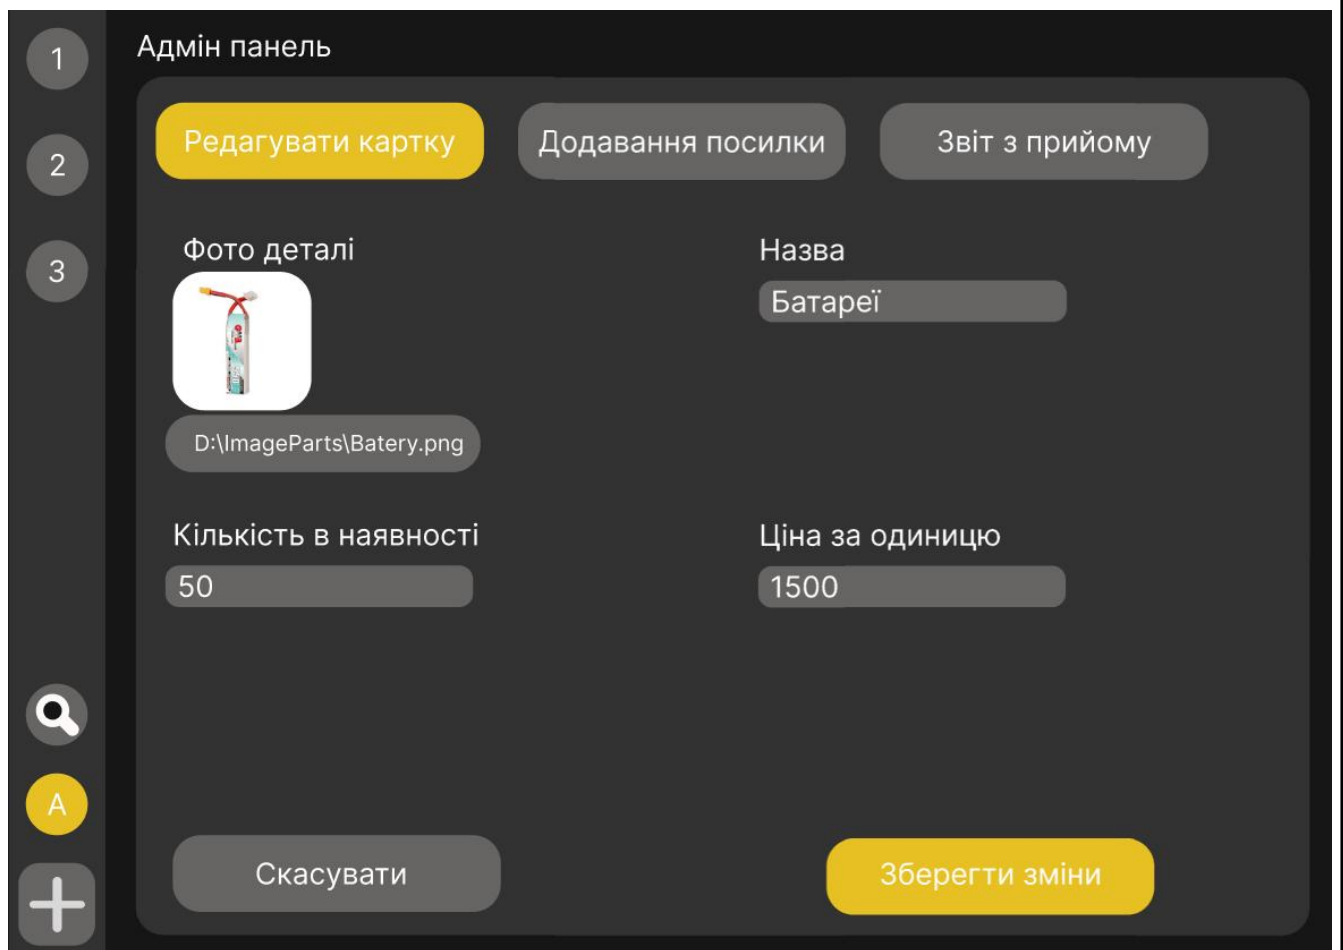 1
Адмін панель
Редагувати картку
Додавання посилки
Звіт з прийому
2
3
Фото деталі
Назва
Батареї
D:\ImageParts\Batery.png
Кількість в наявності
Ціна за одиницю
50
1500
A
Скасувати
Зберегти зміни